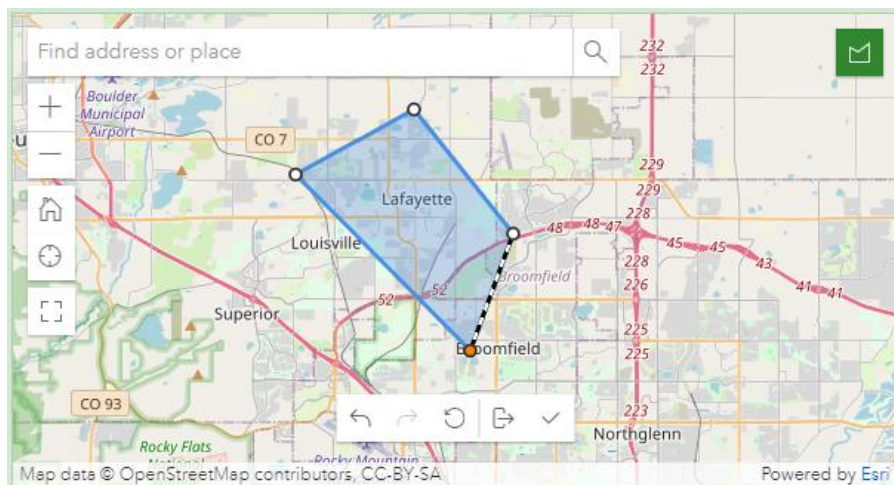 232
232
Find address or place
Boulder
Municipal
Airport
CO 7
229
229
Lafayette
228
48
48
47
45
45
Louisville
43
228
Broomfield
226
41
41
52
52
Superior
225
Broomfield
225
CO 93
223
Northglenn
Rocky Flats
National
Rocky Mountain
Map data © OpenStreetMap contributors, CC-BY-SA
Powered by Esri